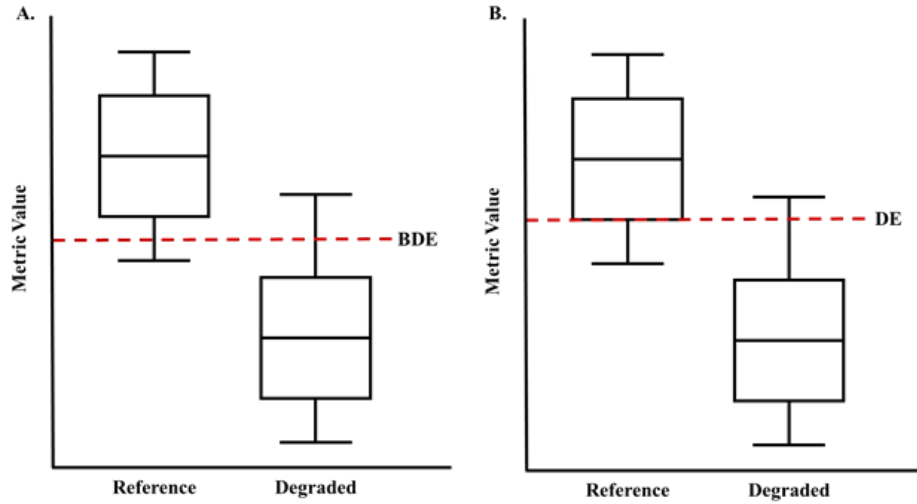 A.
Metric Value
BDE
Reference
Degraded
B.
Metric Value
DE
Reference
Degraded